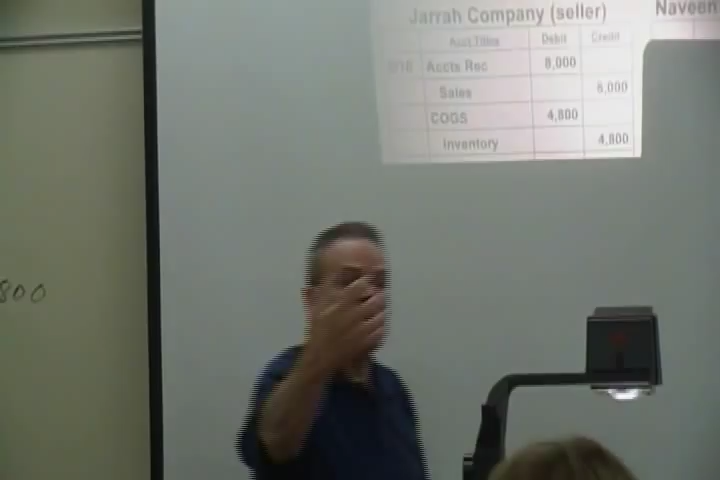 Jarrah Company (seller)
Naveen
Acct Titles Debit Credit
Accts Rec 8,000
Sales 8,000
COGS 4,800
Inventory 4,800
800